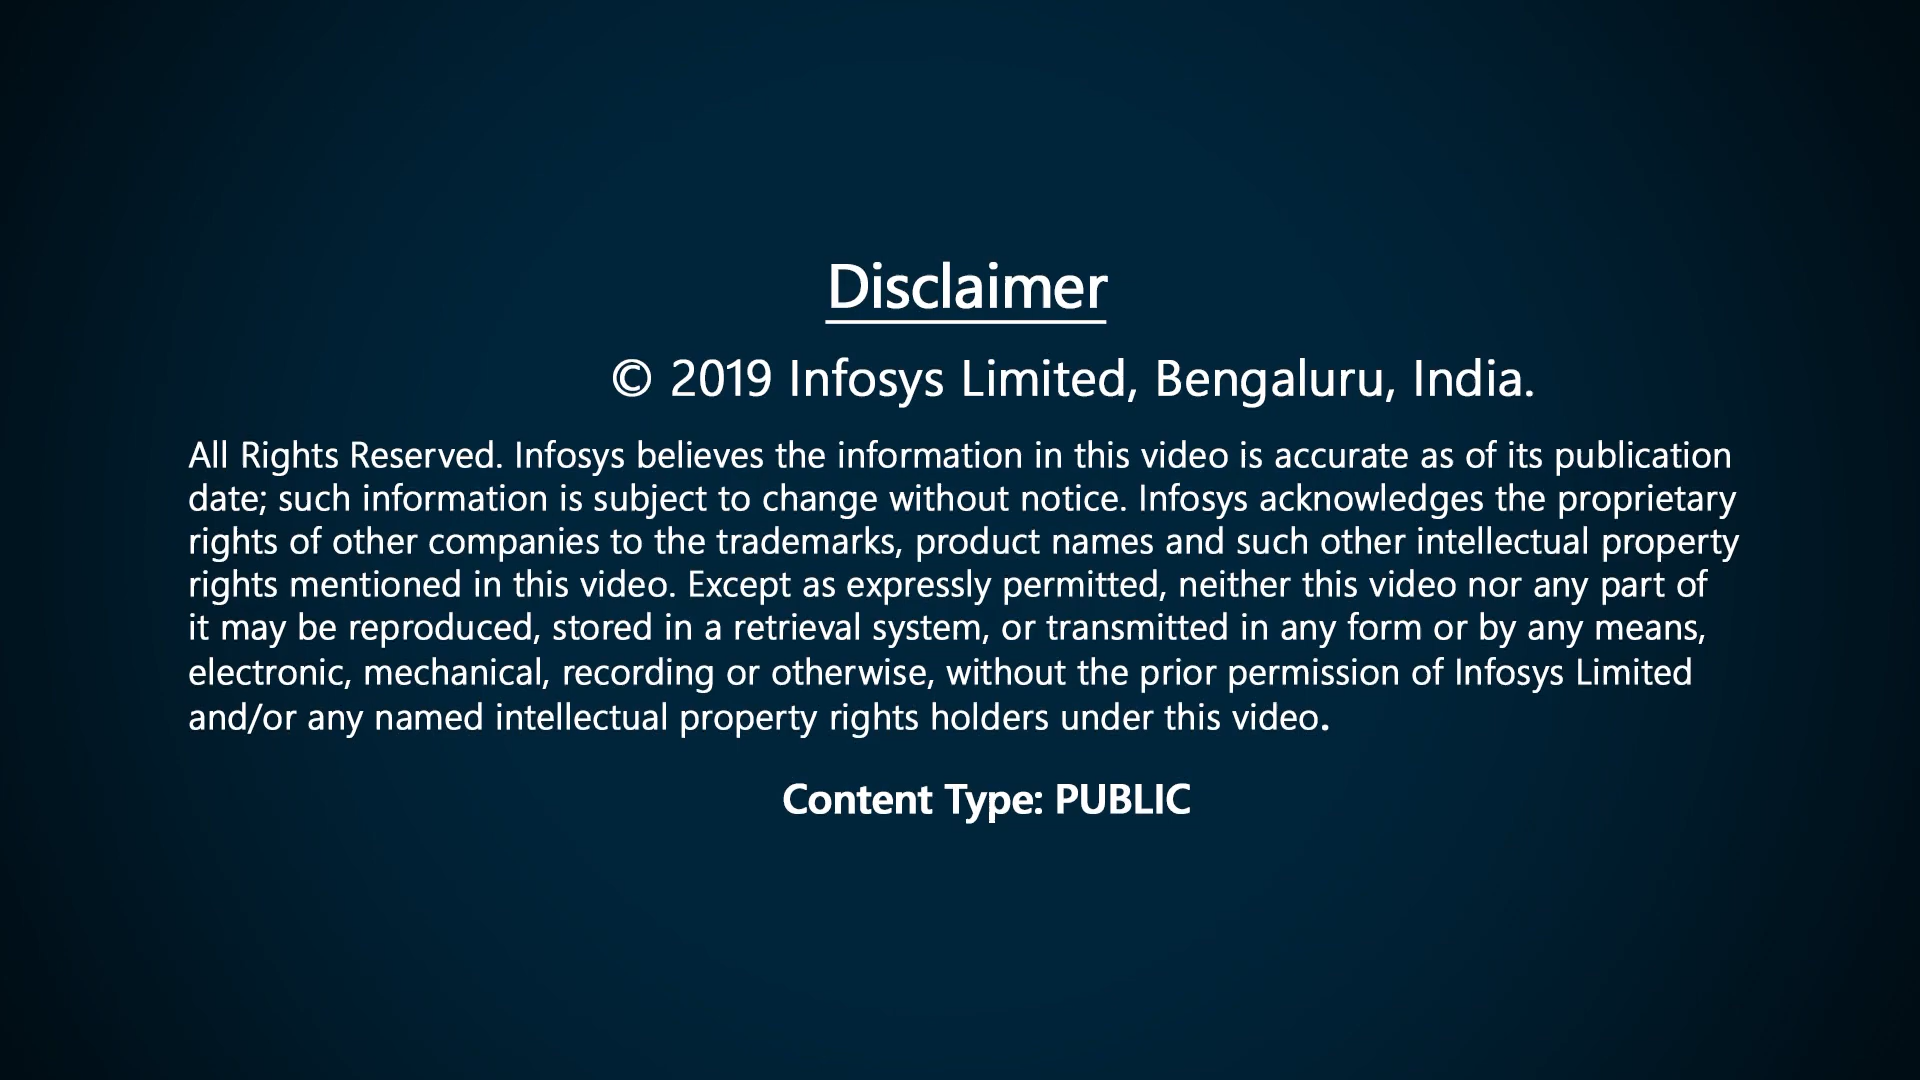 Disclaimer
© 2019 Infosys Limited, Bengaluru, India.
All Rights Reserved. Infosys believes the information in this video is accurate as of its publication
date; such information is subject to change without notice. Infosys acknowledges the proprietary
rights of other companies to the trademarks, product names and such other intellectual property
rights mentioned in this video. Except as expressly permitted, neither this video nor any part of
it may be reproduced, stored in a retrieval system, or transmitted in any form or by any means,
electronic, mechanical, recording or otherwise, without the prior permission of Infosys Limited
and/or any named intellectual property rights holders under this video.
Content Type: PUBLIC